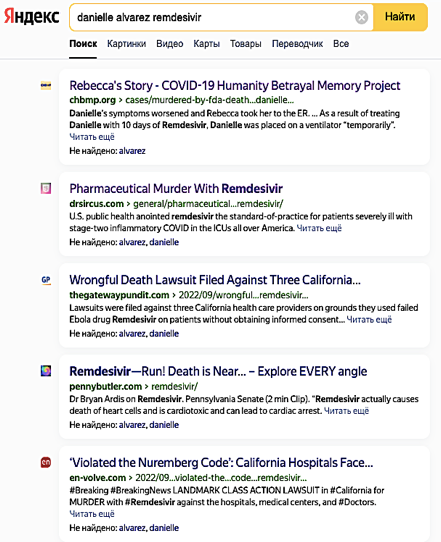 Яндекс
danielle alvarez remdesivir
Найти
Поиск Картинки Видео Карты Товары Переводчик Все
Rebecca's Story - COVID-19 Humanity Betrayal Memory Project
chbmp.org › cases/murdered-by-fda-death...danielle...
Danielle's symptoms worsened and Rebecca took her to the ER. ... As a result of treating
Danielle with 10 days of Remdesivir, Danielle was placed on a ventilator "temporarily".
Читать ещё
Не найдено: alvarez
Pharmaceutical Murder With Remdesivir
drsircus.com › general/pharmaceutical...remdesivir/
U.S. public health anointed remdesivir the standard-of-practice for patients severely ill with
stage-two inflammatory COVID in the ICUs all over America. Читать ещё
Не найдено: alvarez, danielle
GP
Wrongful Death Lawsuit Filed Against Three California...
thegatewaypundit.com › 2022/09/wrongful...remdesivir...
Lawsuits were filed against three California health care providers on grounds they used failed
Ebola drug Remdesivir on patients without obtaining informed consent... Читать ещё
Не найдено: alvarez, danielle
Remdesivir—Run! Death is Near... – Explore EVERY angle
pennybutler.com › remdesivir/
Dr Bryan Ardis on Remdesivir. Pennsylvania Senate (2 min Clip). "Remdesivir actually causes
death of heart cells and is cardiotoxic and can lead to cardiac arrest. Читать ещё
Не найдено: alvarez, danielle
en
'Violated the Nuremberg Code': California Hospitals Face...
en-volve.com › 2022/09...violated-the...code...remdesivir...
#Breaking #BreakingNews LANDMARK CLASS ACTION LAWSUIT in #California for
MURDER with #Remdesivir against the hospitals, medical centers, and #Doctors.
Читать ещё
Не найдено: alvarez, danielle